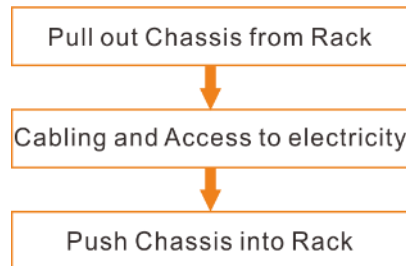 Pull out Chassis from Rack
Cabling and Access to electricity
Push Chassis into Rack